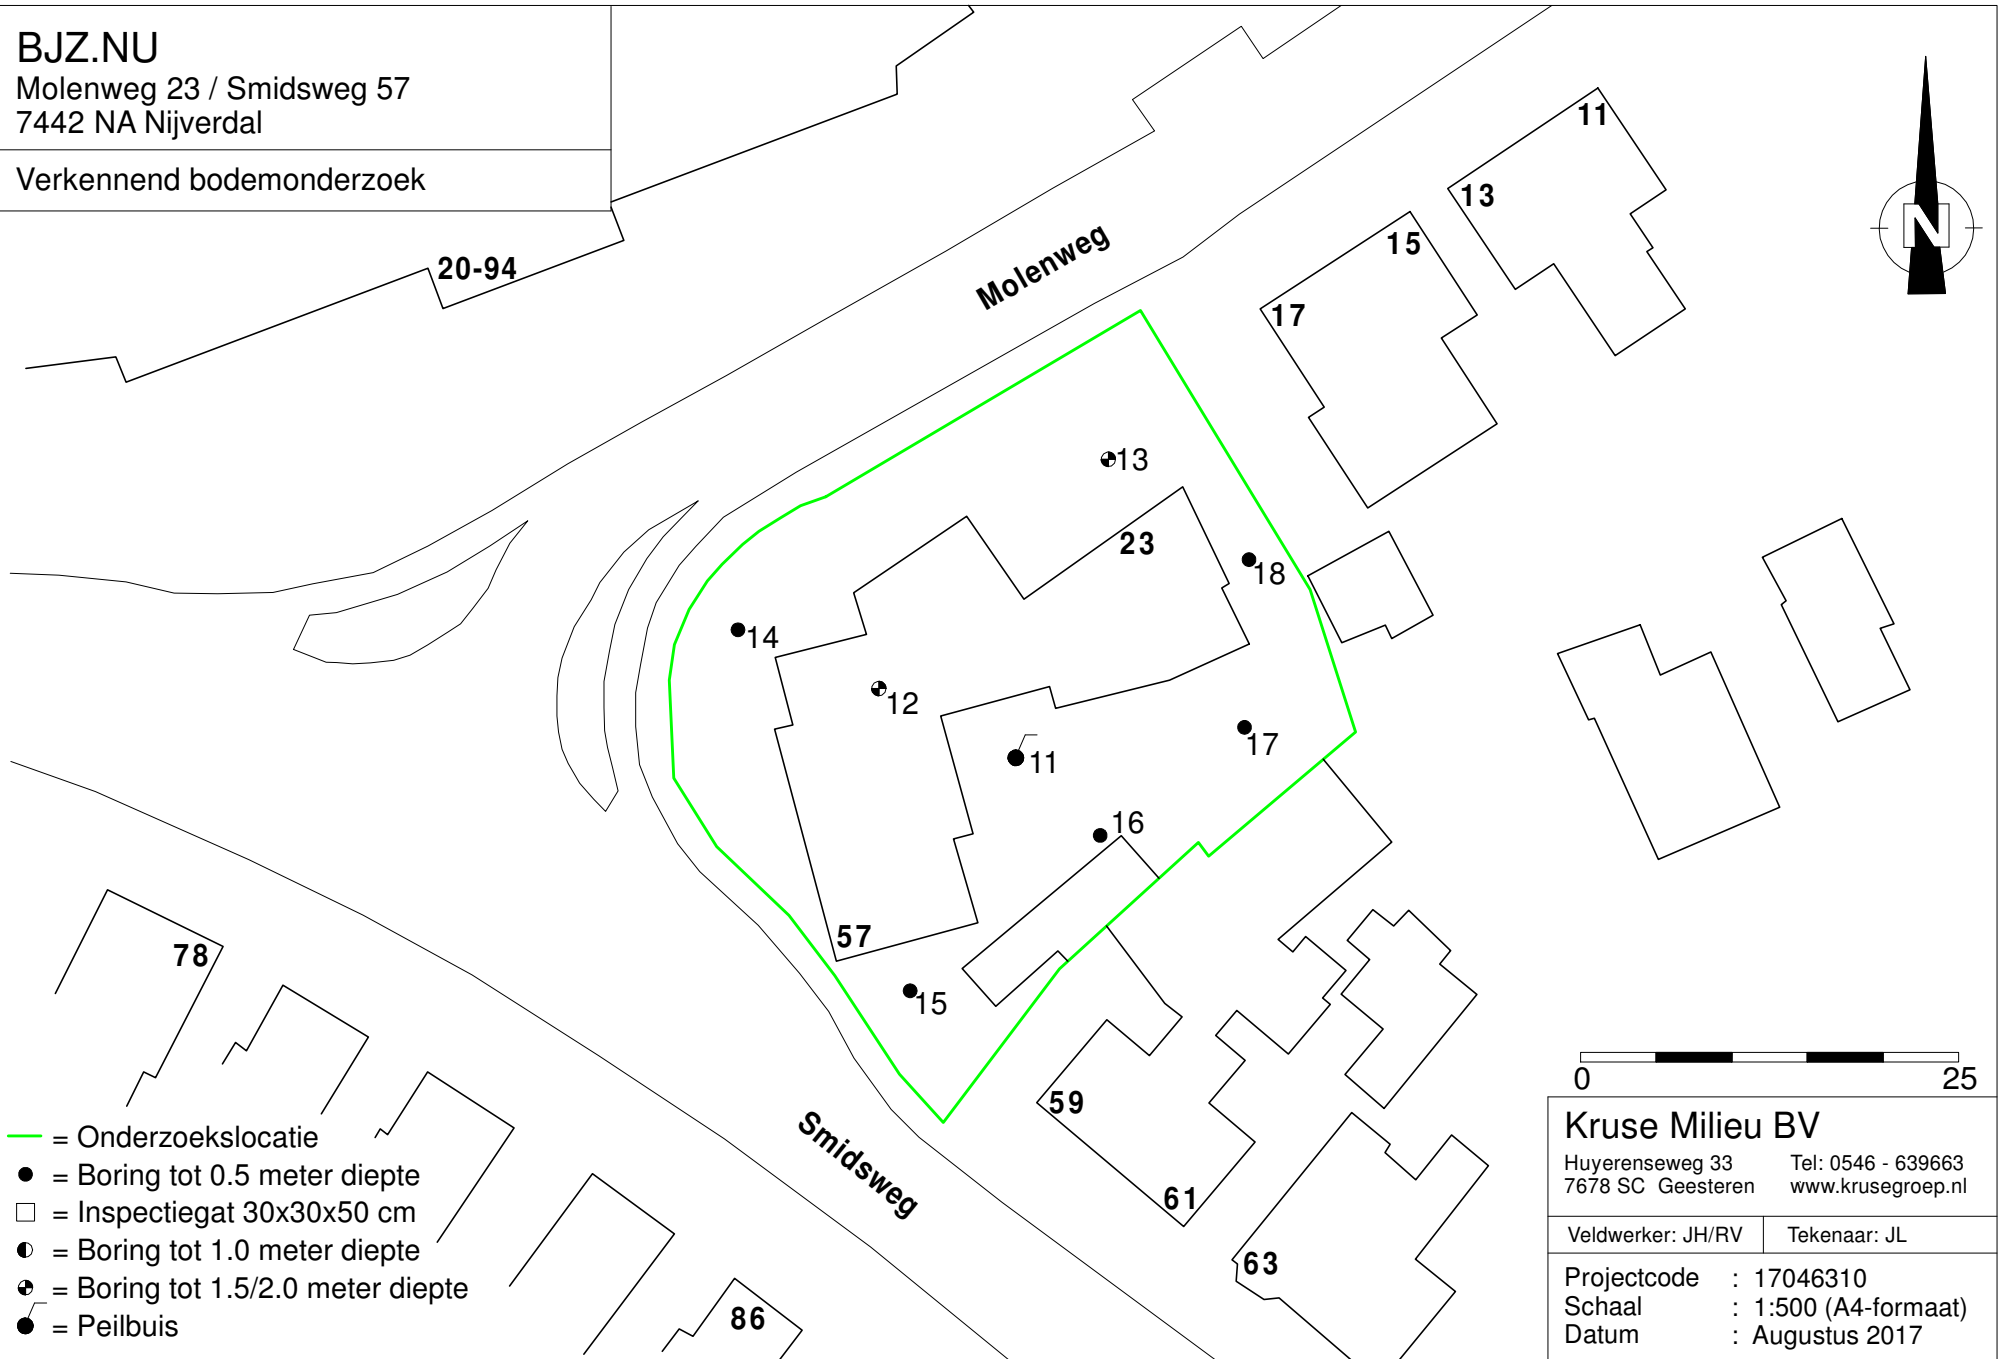 BJZ.NU
Molenweg 23 / Smidsweg 57
7442 NA Nijverdal
Verkennend bodemonderzoek
11
13
15
17
N
20-94
Molenweg
13
23
18
14
12
17
11
16
57
15
78
59
61
63
86
Smidsweg
0 25
= Onderzoekslocatie
= Boring tot 0.5 meter diepte
= Inspectiegat 30x30x50 cm
= Boring tot 1.0 meter diepte
= Boring tot 1.5/2.0 meter diepte
= Peilbuis
Kruse Milieu BV
Huyerenseweg 33 Tel: 0546 - 639663
7678 SC Geesteren www.krusegroep.nl
Veldwerker: JH/RV Tekenaar: JL
Projectcode : 17046310
Schaal : 1:500 (A4-formaat)
Datum : Augustus 2017